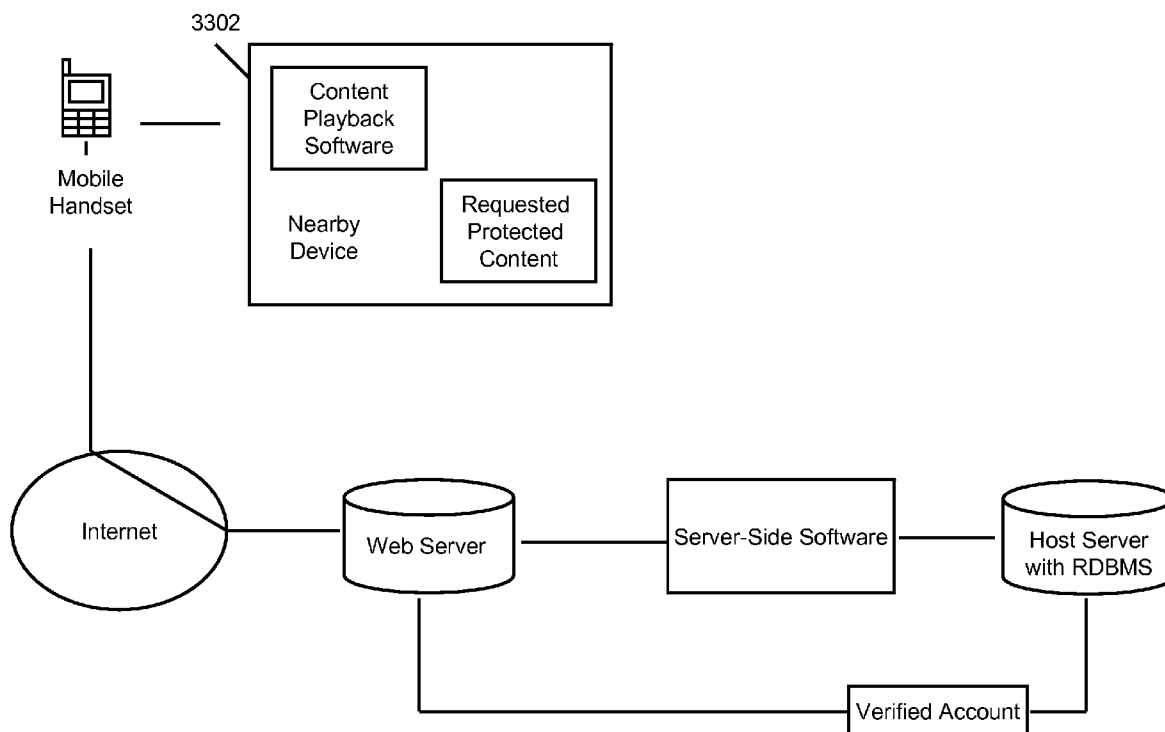 3302
Content
Playback
Software
Mobile
Handset
Nearby
Device
Requested
Protected
Content
Internet
Web Server
Server-Side Software
Host Server
with RDBMS
Verified Account